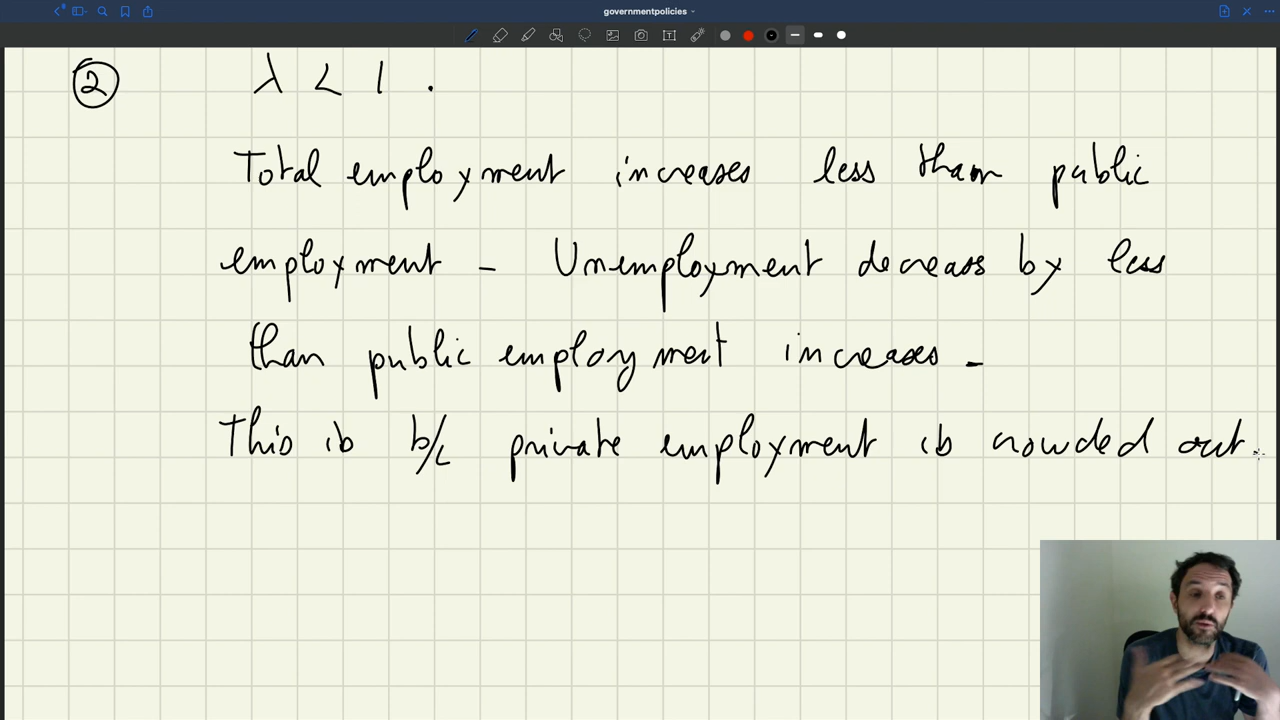 governmentpolicies
② λ < 1 .
Total employment increases less than public
employment - Unemployment decreass by less
than public employment increases -
This is b/c private employment is crowded out.